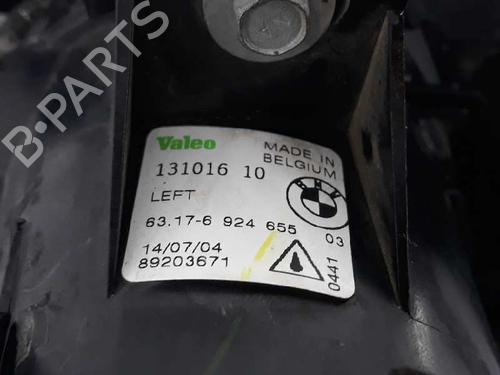 B-PARTS
Valeo
MADE IN
BELGIUM
131016 10
LEFT
BMW
63.17-6 924 655
03
14/07/04
89203671
0441